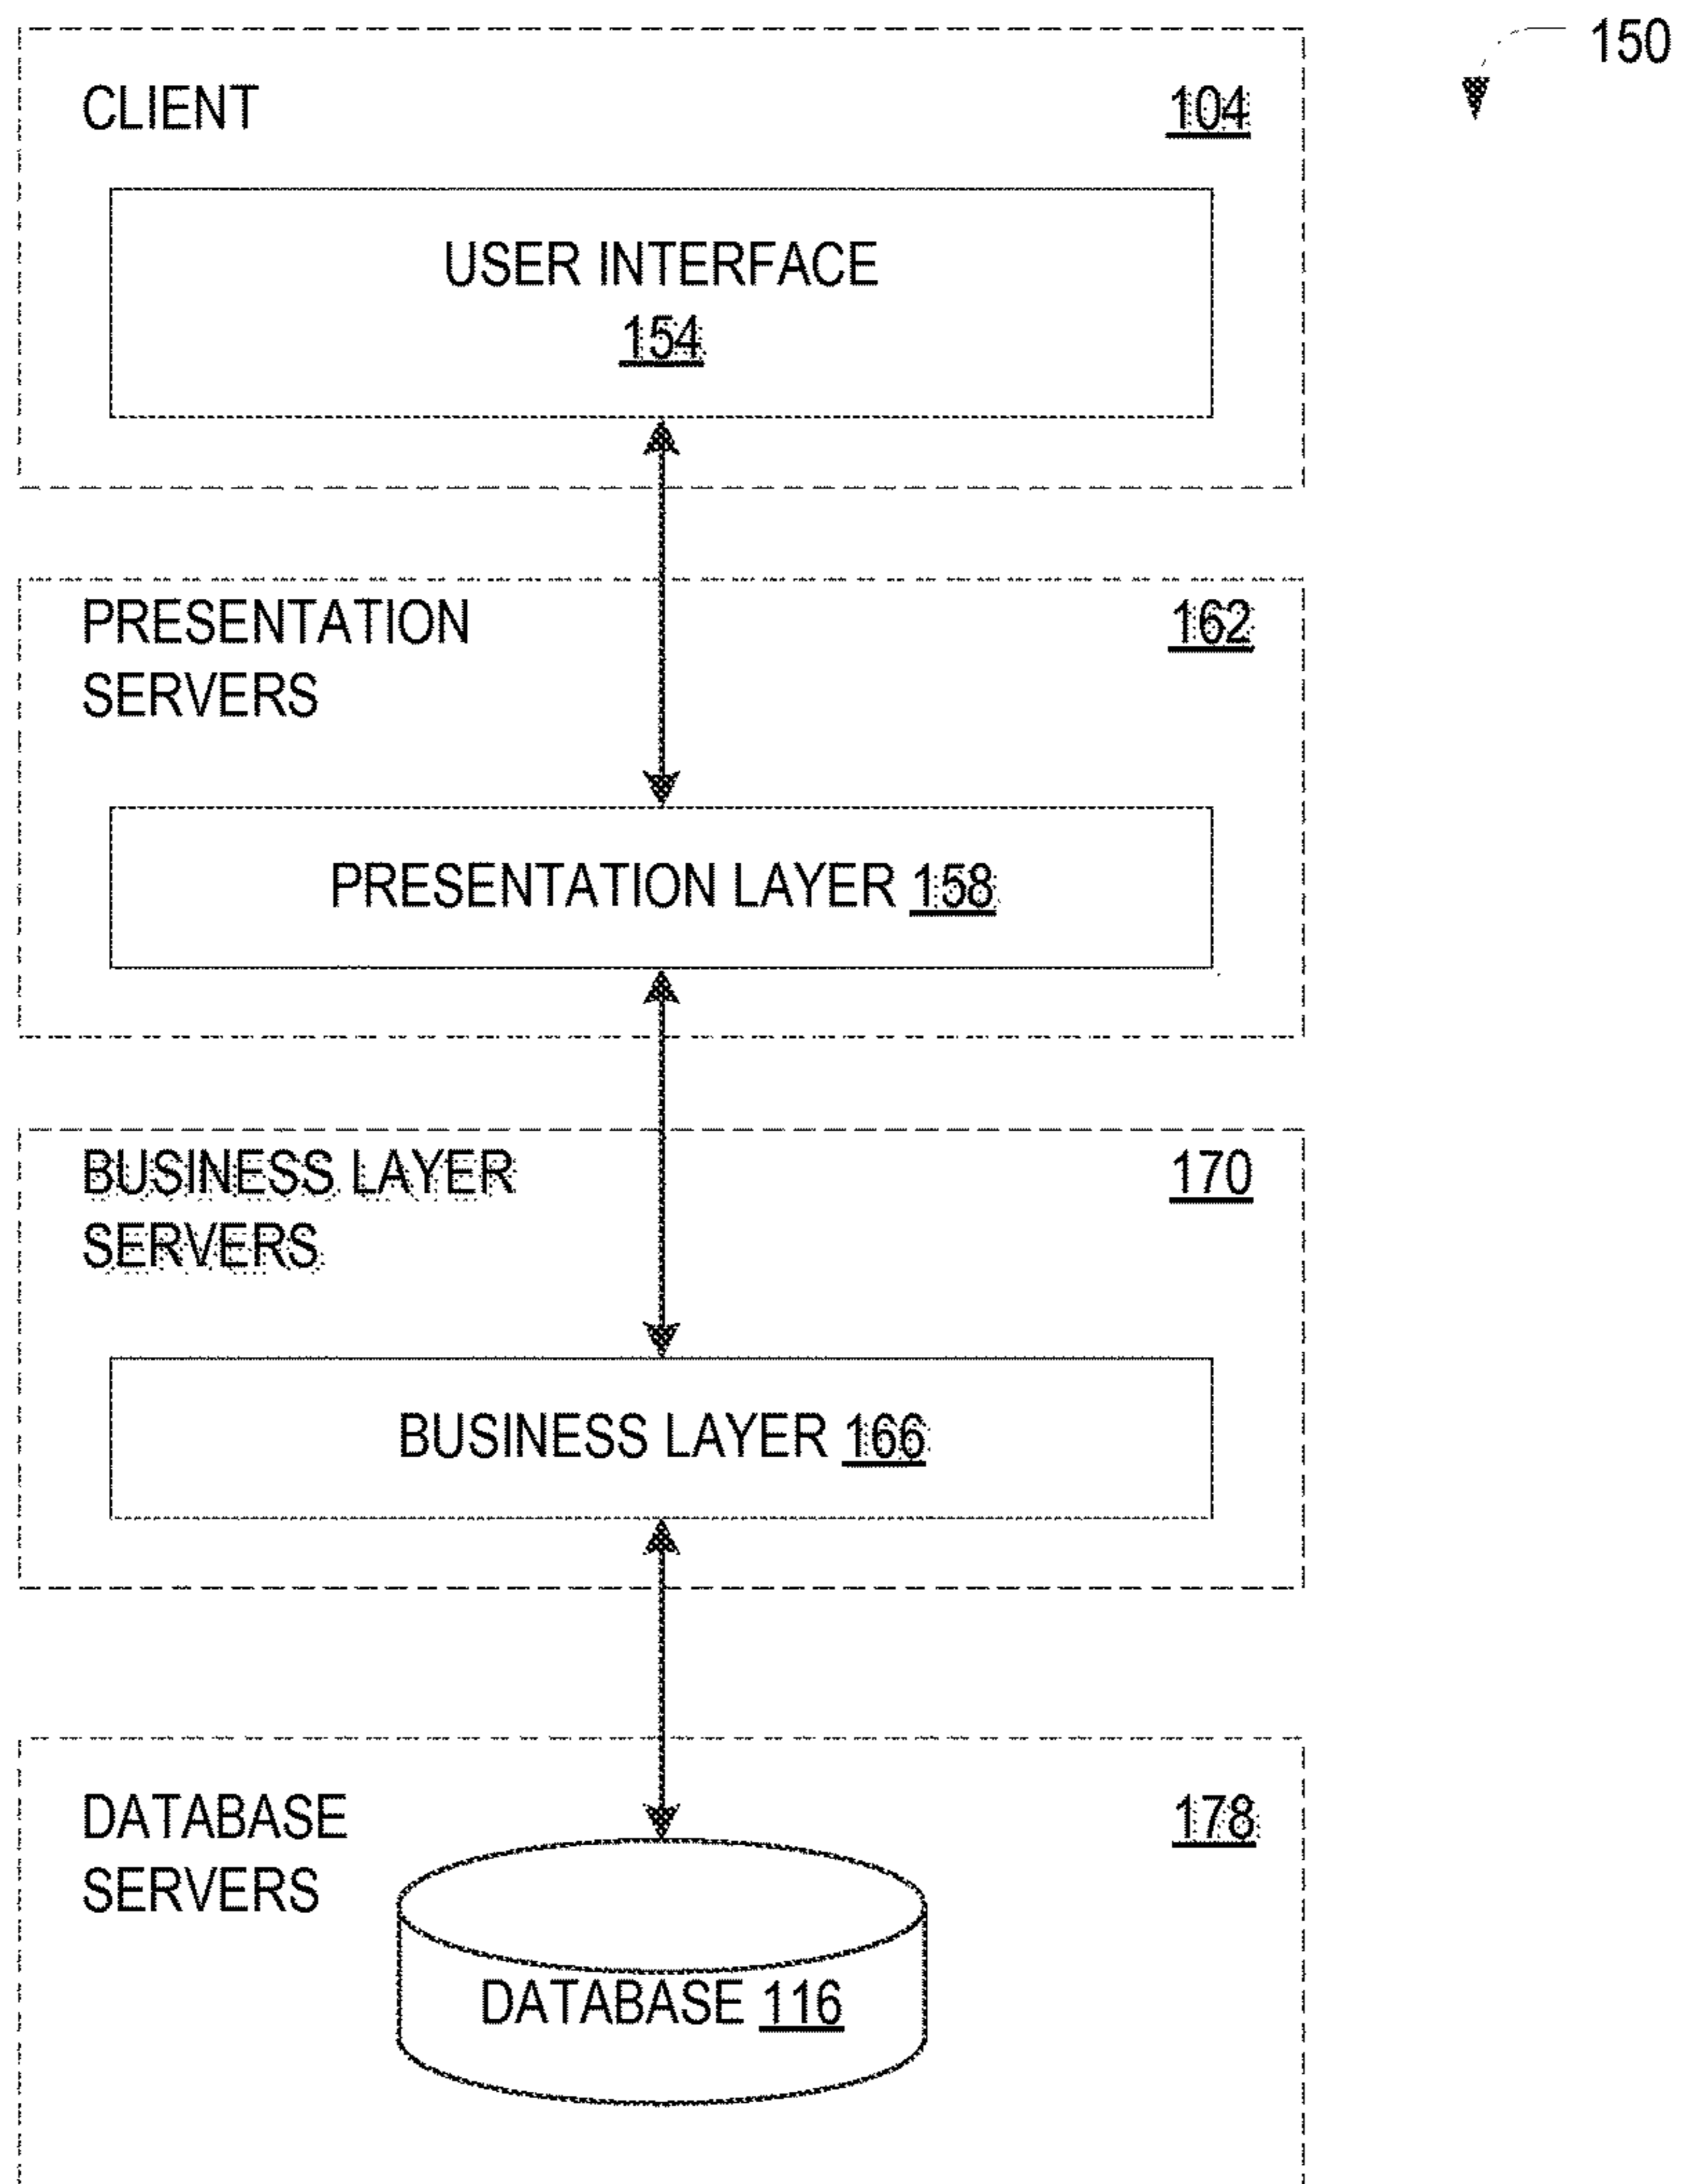 150
CLIENT 104
USER INTERFACE
154
PRESENTATION 162
SERVERS
PRESENTATION LAYER 158
BUSINESS LAYER 170
SERVERS
BUSINESS LAYER 166
DATABASE 178
SERVERS
DATABASE 116